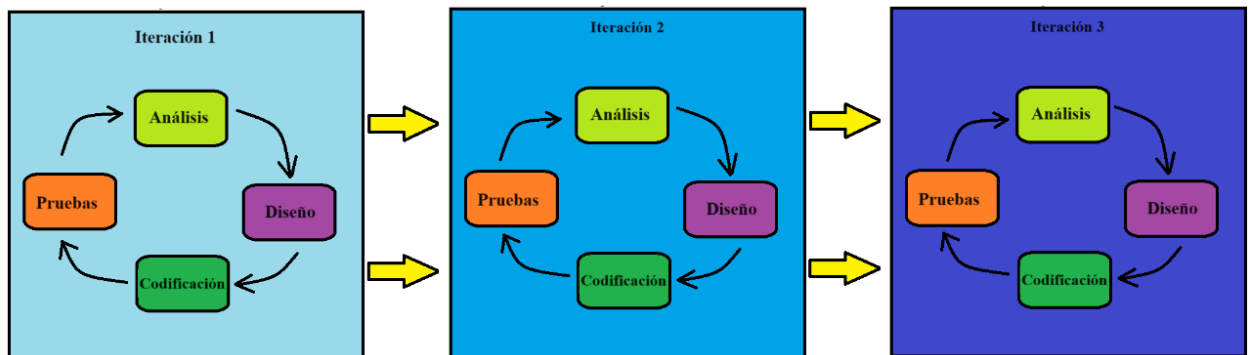 Iteración 1
Análisis
Pruebas
Diseño
Codificación
Iteración 2
Análisis
Pruebas
Diseño
Codificación
Iteración 3
Análisis
Pruebas
Diseño
Codificación